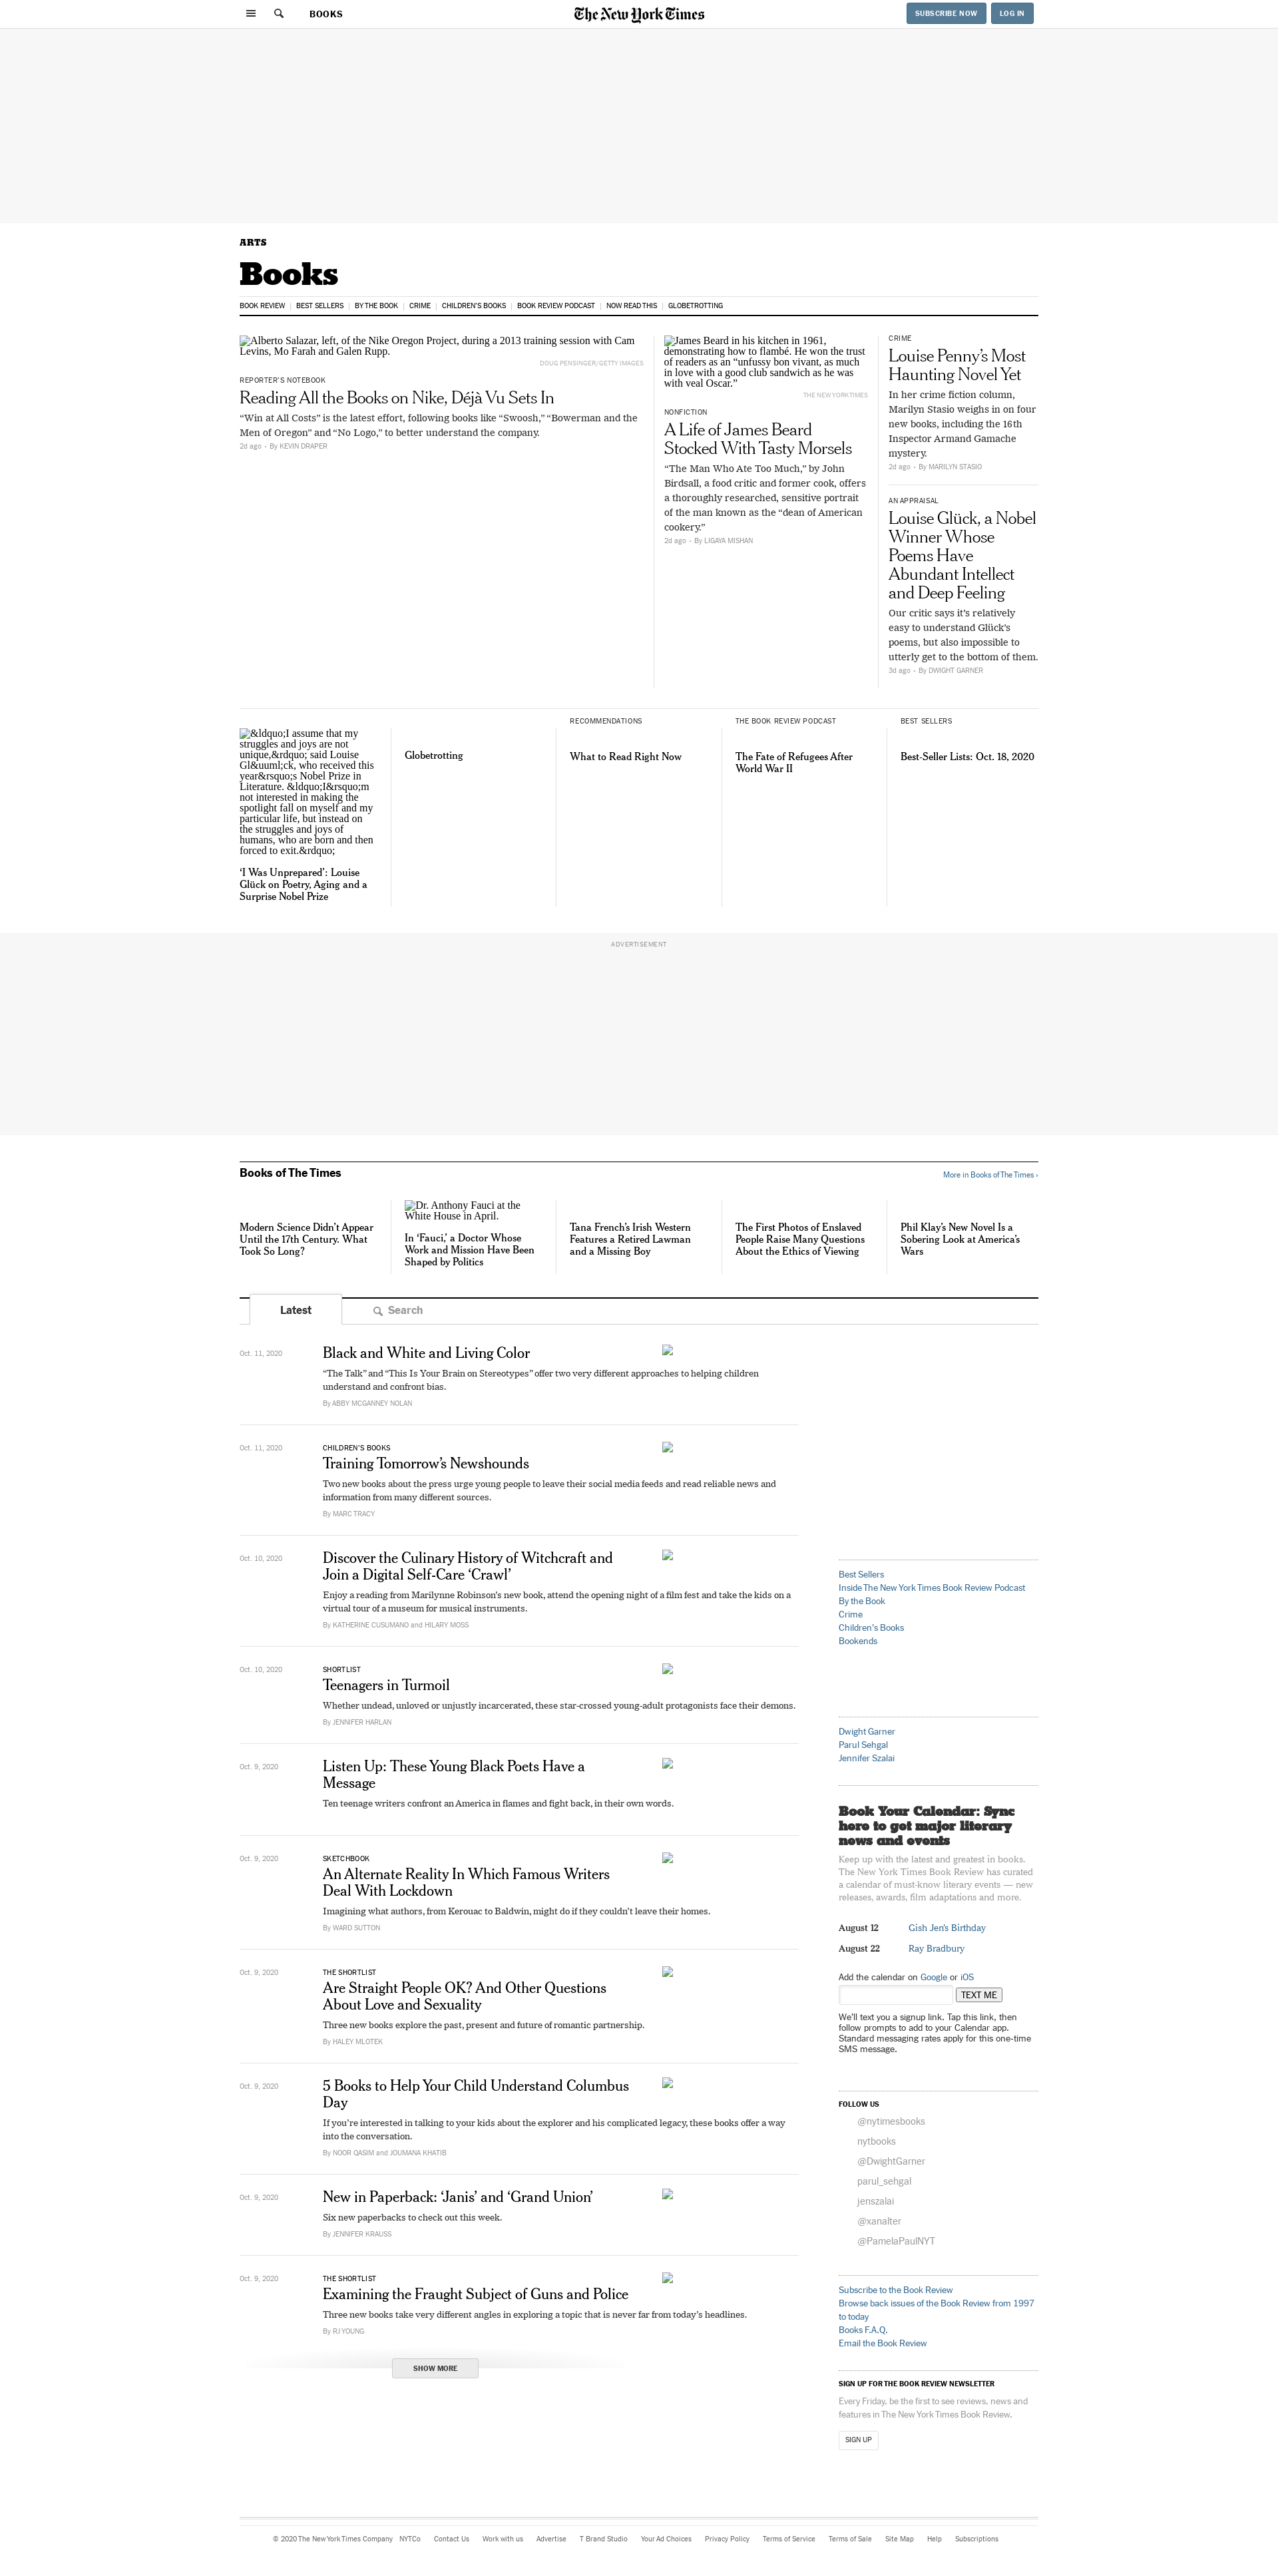 BOOKS
The New York Times
SUBSCRIBE NOW
LOG IN
ARTS
Books
BOOK REVIEW | BEST SELLERS | BY THE BOOK | CRIME | CHILDREN'S BOOKS | BOOK REVIEW PODCAST | NOW READ THIS | GLOBETROTTING
Alberto Salazar, left, of the Nike Oregon Project, during a 2013 training session with Cam
Levins, Mo Farah and Galen Rupp.
DOUG PENSINGER/GETTY IMAGES
REPORTER'S NOTEBOOK
Reading All the Books on Nike, Déjà Vu Sets In
“Win at All Costs” is the latest effort, following books like “Swoosh,” “Bowerman and the
Men of Oregon” and “No Logo,” to better understand the company.
2d ago • By KEVIN DRAPER
James Beard in his kitchen in 1961,
demonstrating how to flambé. He won the trust
of readers as an “unfussy bon vivant, as much
in love with a good club sandwich as he was
with veal Oscar.”
THE NEW YORK TIMES
NONFICTION
A Life of James Beard
Stocked With Tasty Morsels
“The Man Who Ate Too Much,” by John
Birdsall, a food critic and former cook, offers
a thoroughly researched, sensitive portrait
of the man known as the “dean of American
cookery.”
2d ago • By LIGAYA MISHAN
CRIME
Louise Penny’s Most
Haunting Novel Yet
In her crime fiction column,
Marilyn Stasio weighs in on four
new books, including the 16th
Inspector Armand Gamache
mystery.
2d ago • By MARILYN STASIO
AN APPRAISAL
Louise Glück, a Nobel
Winner Whose
Poems Have
Abundant Intellect
and Deep Feeling
Our critic says it’s relatively
easy to understand Glück’s
poems, but also impossible to
utterly get to the bottom of them.
3d ago • By DWIGHT GARNER
&ldquo;I assume that my
struggles and joys are not
unique,&rdquo; said Louise
Gl&uuml;ck, who received this
year&rsquo;s Nobel Prize in
Literature. &ldquo;I&rsquo;m
not interested in making the
spotlight fall on myself and my
particular life, but instead on
the struggles and joys of
humans, who are born and then
forced to exit.&rdquo;
‘I Was Unprepared’: Louise
Glück on Poetry, Aging and a
Surprise Nobel Prize
Globetrotting
RECOMMENDATIONS
What to Read Right Now
THE BOOK REVIEW PODCAST
The Fate of Refugees After
World War II
BEST SELLERS
Best-Seller Lists: Oct. 18, 2020
ADVERTISEMENT
Books of The Times
More in Books of The Times ›
Modern Science Didn’t Appear
Until the 17th Century. What
Took So Long?
Dr. Anthony Fauci at the
White House in April.
In ‘Fauci,’ a Doctor Whose
Work and Mission Have Been
Shaped by Politics
Tana French’s Irish Western
Features a Retired Lawman
and a Missing Boy
The First Photos of Enslaved
People Raise Many Questions
About the Ethics of Viewing
Phil Klay’s New Novel Is a
Sobering Look at America’s
Wars
Latest
Search
Oct. 11, 2020
Black and White and Living Color
“The Talk” and “This Is Your Brain on Stereotypes” offer two very different approaches to helping children
understand and confront bias.
By ABBY MCGANNEY NOLAN
Oct. 11, 2020
CHILDREN’S BOOKS
Training Tomorrow’s Newshounds
Two new books about the press urge young people to leave their social media feeds and read reliable news and
information from many different sources.
By MARC TRACY
Oct. 10, 2020
Discover the Culinary History of Witchcraft and
Join a Digital Self-Care ‘Crawl’
Enjoy a reading from Marilynne Robinson’s new book, attend the opening night of a film fest and take the kids on a
virtual tour of a museum for musical instruments.
By KATHERINE CUSUMANO and HILARY MOSS
Oct. 10, 2020
SHORTLIST
Teenagers in Turmoil
Whether undead, unloved or unjustly incarcerated, these star-crossed young-adult protagonists face their demons.
By JENNIFER HARLAN
Oct. 9, 2020
Listen Up: These Young Black Poets Have a
Message
Ten teenage writers confront an America in flames and fight back, in their own words.
Oct. 9, 2020
SKETCHBOOK
An Alternate Reality In Which Famous Writers
Deal With Lockdown
Imagining what authors, from Kerouac to Baldwin, might do if they couldn’t leave their homes.
By WARD SUTTON
Oct. 9, 2020
THE SHORTLIST
Are Straight People OK? And Other Questions
About Love and Sexuality
Three new books explore the past, present and future of romantic partnership.
By HALEY MLOTEK
Oct. 9, 2020
5 Books to Help Your Child Understand Columbus
Day
If you’re interested in talking to your kids about the explorer and his complicated legacy, these books offer a way
into the conversation.
By NOOR QASIM and JOUMANA KHATIB
Oct. 9, 2020
New in Paperback: ‘Janis’ and ‘Grand Union’
Six new paperbacks to check out this week.
By JENNIFER KRAUSS
Oct. 9, 2020
THE SHORTLIST
Examining the Fraught Subject of Guns and Police
Three new books take very different angles in exploring a topic that is never far from today’s headlines.
By RJ YOUNG
SHOW MORE
Best Sellers
Inside The New York Times Book Review Podcast
By the Book
Crime
Children’s Books
Bookends
Dwight Garner
Parul Sehgal
Jennifer Szalai
Book Your Calendar: Sync
here to get major literary
news and events
Keep up with the latest and greatest in books.
The New York Times Book Review has curated
a calendar of must-know literary events — new
releases, awards, film adaptations and more.
August 12 Gish Jen’s Birthday
August 22 Ray Bradbury
Add the calendar on Google or iOS
TEXT ME
We’ll text you a signup link. Tap this link, then
follow prompts to add to your Calendar app.
Standard messaging rates apply for this one-time
SMS message.
FOLLOW US
@nytimesbooks
nytbooks
@DwightGarner
parul_sehgal
jenszalai
@xanalter
@PamelaPaulNYT
Subscribe to the Book Review
Browse back issues of the Book Review from 1997
to today
Books F.A.Q.
Email the Book Review
SIGN UP FOR THE BOOK REVIEW NEWSLETTER
Every Friday, be the first to see reviews, news and
features in The New York Times Book Review.
SIGN UP
© 2020 The New York Times Company NYTCo Contact Us Work with us Advertise T Brand Studio Your Ad Choices Privacy Policy Terms of Service Terms of Sale Site Map Help Subscriptions